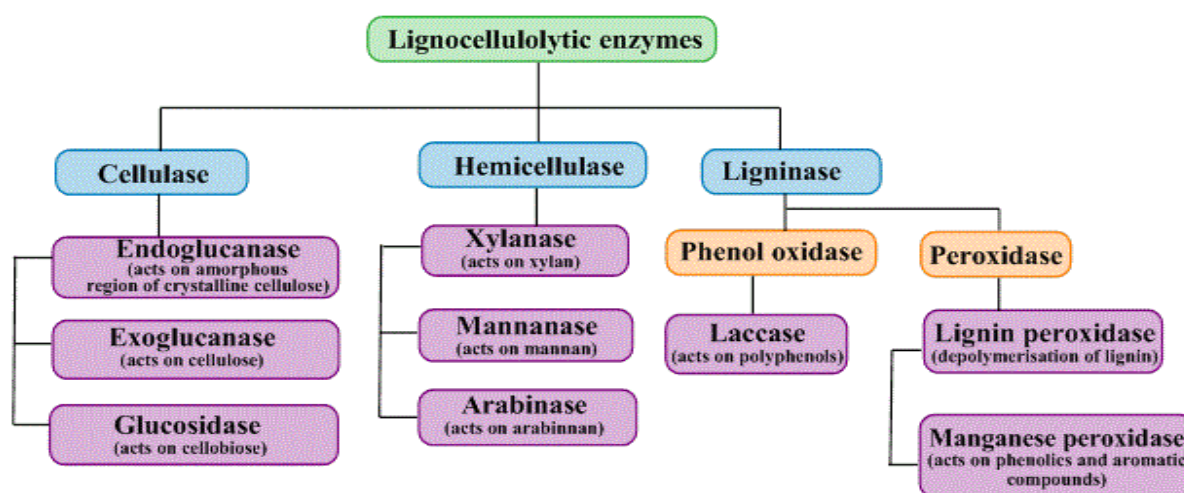 Lignocellulolytic enzymes
Cellulase
Hemicellulase
Ligninase
Endoglucanase
(acts on amorphous
region of crystalline cellulose)
Exoglucanase
(acts on cellulose)
Glucosidase
(acts on cellobiose)
Xylanase
(acts on xylan)
Mannanase
(acts on mannan)
Arabinase
(acts on arabinnan)
Phenol oxidase
Laccase
(acts on polyphenols)
Peroxidase
Lignin peroxidase
(depolymerisation of lignin)
Manganese peroxidase
(acts on phenolics and aromatic
compounds)